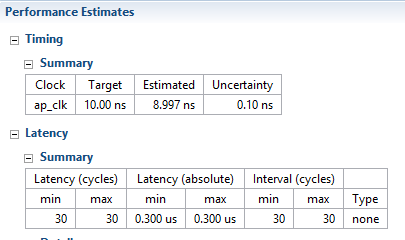 Performance Estimates
Timing
Summary
Clock Target Estimated Uncertainty
ap_clk 10.00 ns 8.997 ns 0.10 ns
Latency
Summary
Latency (cycles) Latency (absolute) Interval (cycles)
min max min max min max Type
30 30 0.300 us 0.300 us 30 30 none